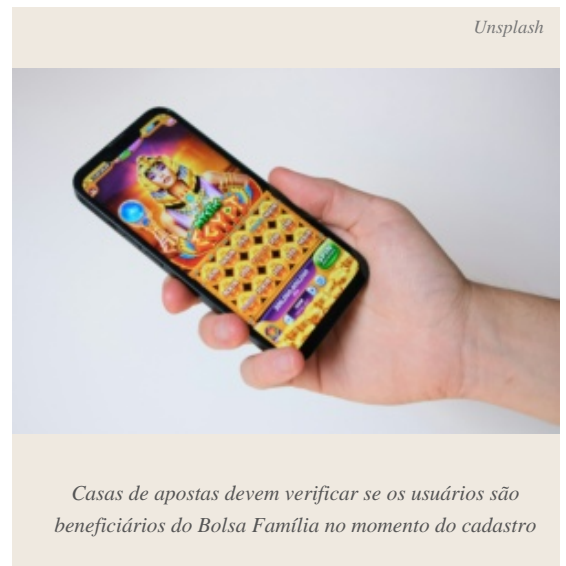 Unsplash
Casas de apostas devem verificar se os usuários são
beneficiários do Bolsa Família no momento do cadastro